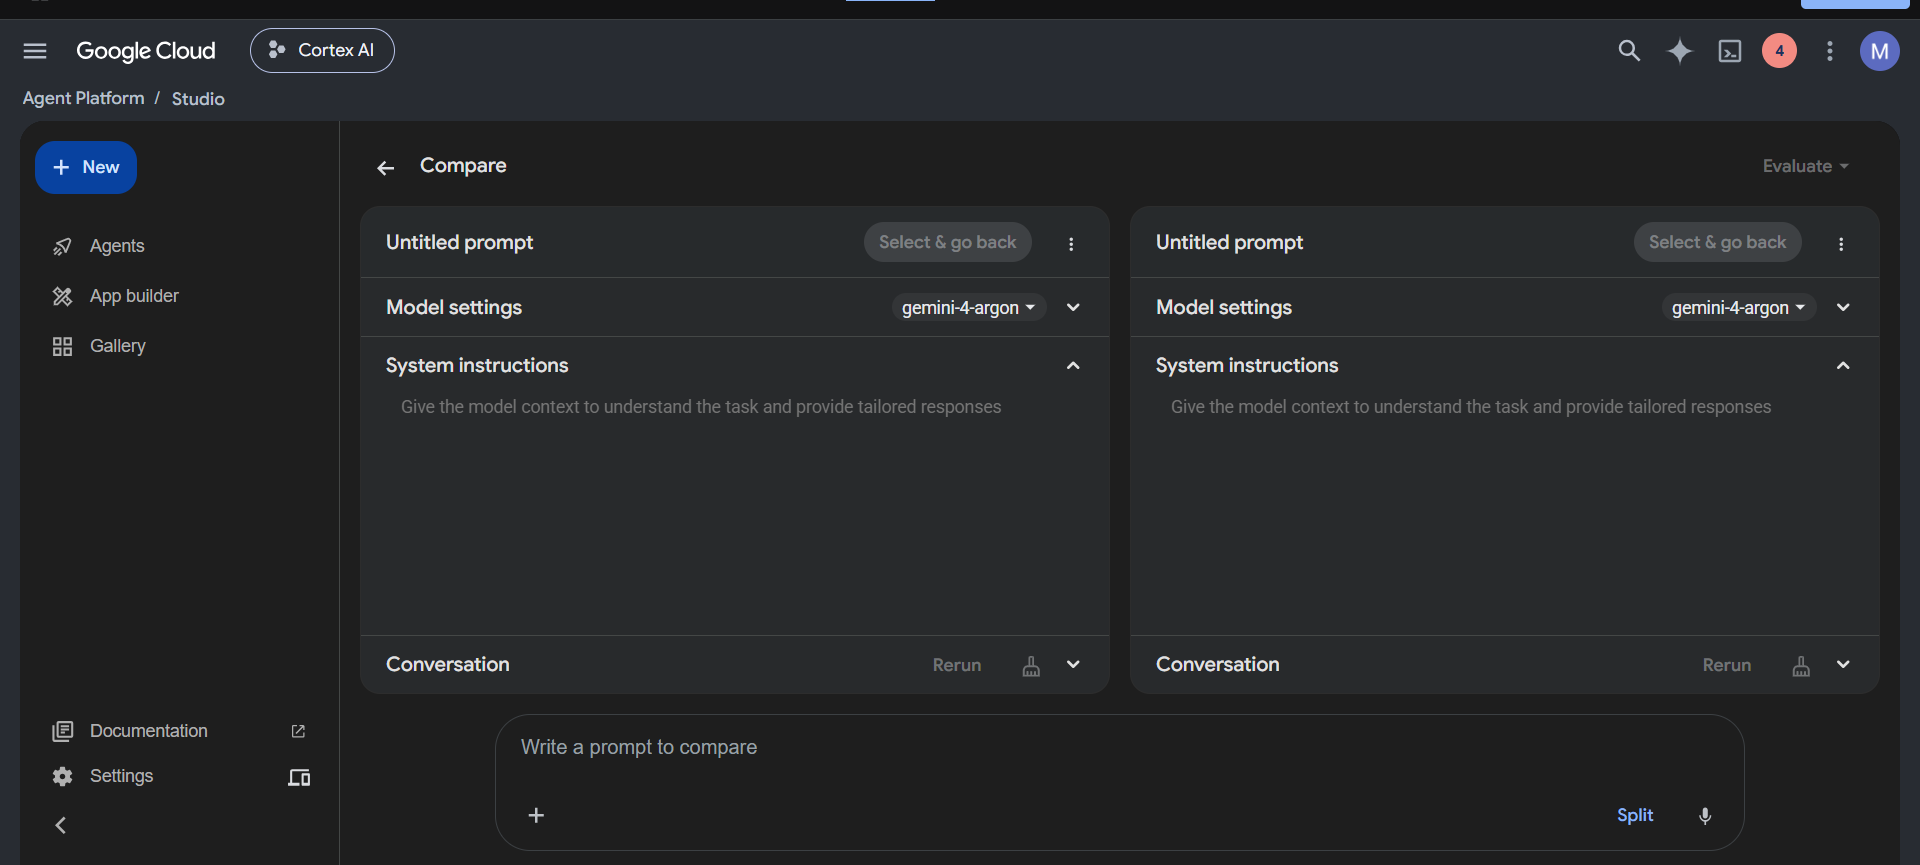 Google Cloud
Cortex AI
4
M
Agent Platform / Studio
New
Agents
App builder
Gallery
Documentation
Settings
Compare
Evaluate
Untitled prompt
Select & go back
Model settings
gemini-4-argon
System instructions
Give the model context to understand the task and provide tailored responses
Conversation
Rerun
Untitled prompt
Select & go back
Model settings
gemini-4-argon
System instructions
Give the model context to understand the task and provide tailored responses
Conversation
Rerun
Write a prompt to compare
Split